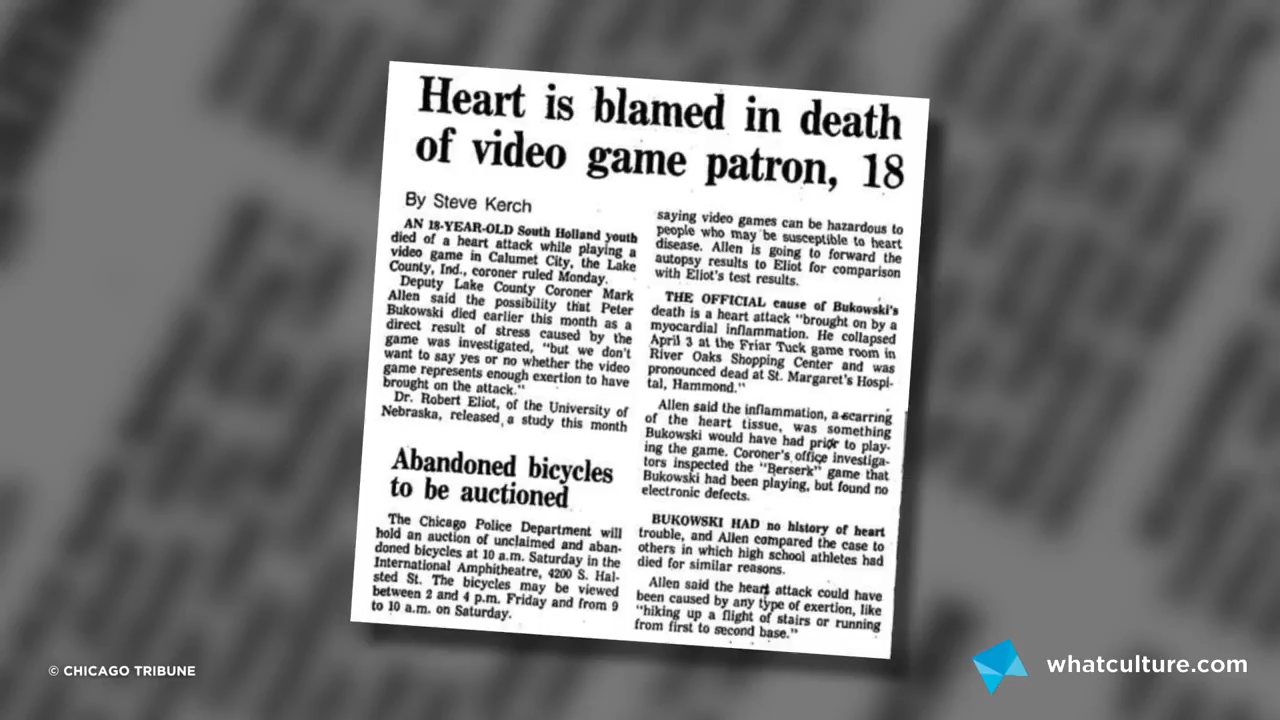 Heart is blamed in death
of video game patron, 18
By Steve Kerch
AN 18-YEAR-OLD South Holland youth
died of a heart attack while playing a
video game in Calumet City, the Lake
County, Ind., coroner ruled Monday.
Deputy Lake County Coroner Mark
Allen said the possibility that Peter
Bukowski died earlier this month as a
direct result of stress caused by the
game was investigated, "but we don't
want to say yes or no whether the video
game represents enough exertion to have
brought on the attack."
Dr. Robert Eliot, of the University of
Nebraska, released a study this month
saying video games can be hazardous to
people who may be susceptible to heart
disease. Allen is going to forward the
autopsy results to Eliot for comparison
with Eliot's test results.
THE OFFICIAL cause of Bukowski's
death is a heart attack "brought on by a
myocardial inflammation. He collapsed
April 3 at the Friar Tuck game room in
River Oaks Shopping Center and was
pronounced dead at St. Margaret's Hospi-
tal, Hammond."
Allen said the inflammation, a scarring
of the heart tissue, was something
Bukowski would have had prior to play-
ing the game. Coroner's office investiga-
tors inspected the "Berserk" game that
Bukowski had been playing, but found no
electronic defects.
BUKOWSKI HAD no history of heart
trouble, and Allen compared the case to
others in which high school athletes had
died for similar reasons.
Allen said the heart attack could have
been caused by any type of exertion, like
"hiking up a flight of stairs or running
from first to second base."
Abandoned bicycles
to be auctioned
The Chicago Police Department will
hold an auction of unclaimed and aban-
doned bicycles at 10 a.m. Saturday in the
International Amphitheatre, 4200 S. Hal-
sted St. The bicycles may be viewed
between 2 and 4 p.m. Friday and from 9
to 10 a.m. on Saturday.
© CHICAGO TRIBUNE
whatculture.com